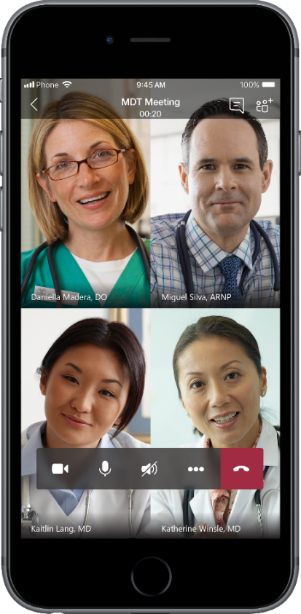 Phone 9:45 AM 100%
MDT Meeting
00:20
Daniella Madera, DO Miguel Silva, ARNP
Kaitlin Lang, MD Katherine Winsle, MD